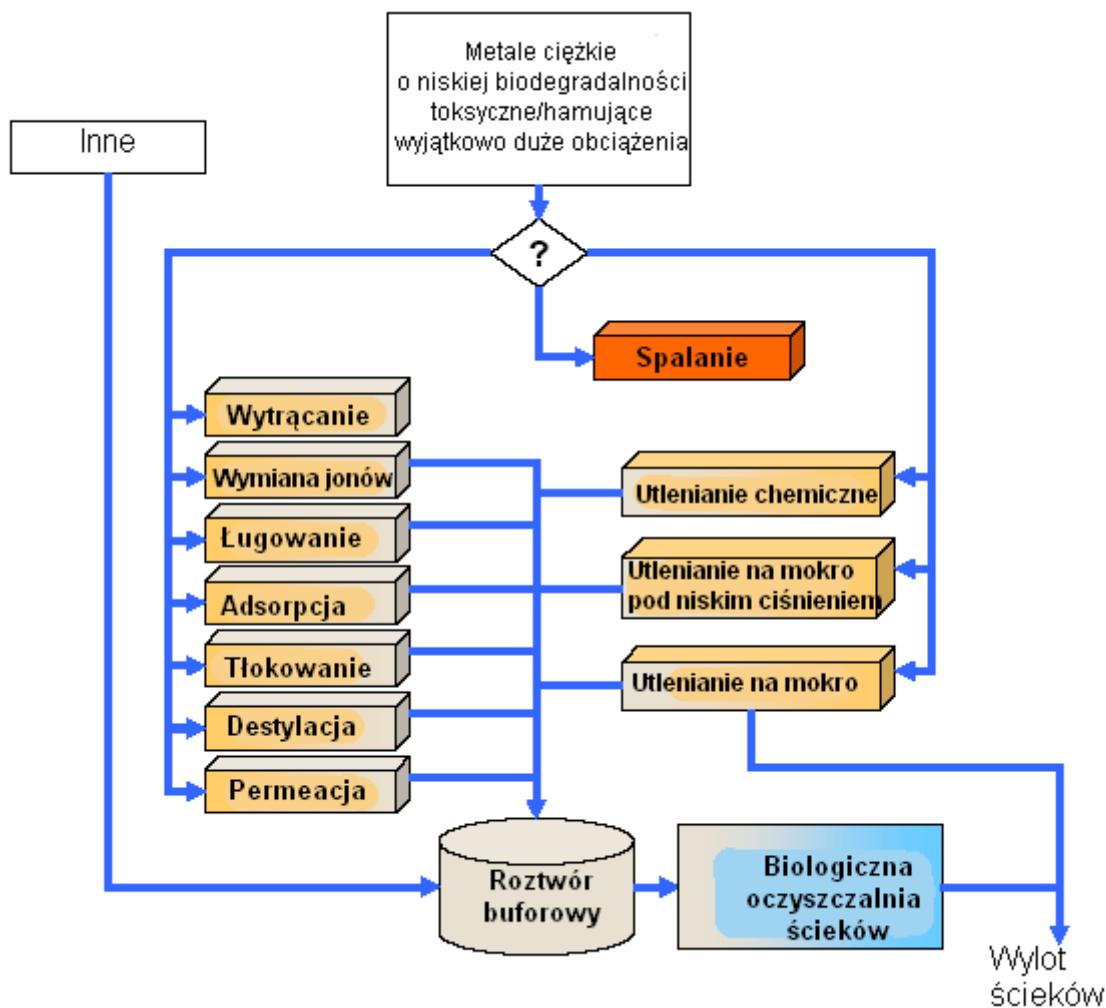 Metale ciężkie
o niskiej biodegradalności
toksyczne/hamujące
wyjątkowo duże obciążenia
Inne
?
Spalanie
Wytrącanie
Wymiana jonów
Ługowanie
Adsorpcja
Tłokowanie
Destylacja
Permeacja
Utlenianie chemiczne
Utlenianie na mokro
pod niskim ciśnieniem
Utlenianie na mokro
Roztwór
buforowy
Biologiczna
oczyszczalnia
ścieków
Wylot
ścieków